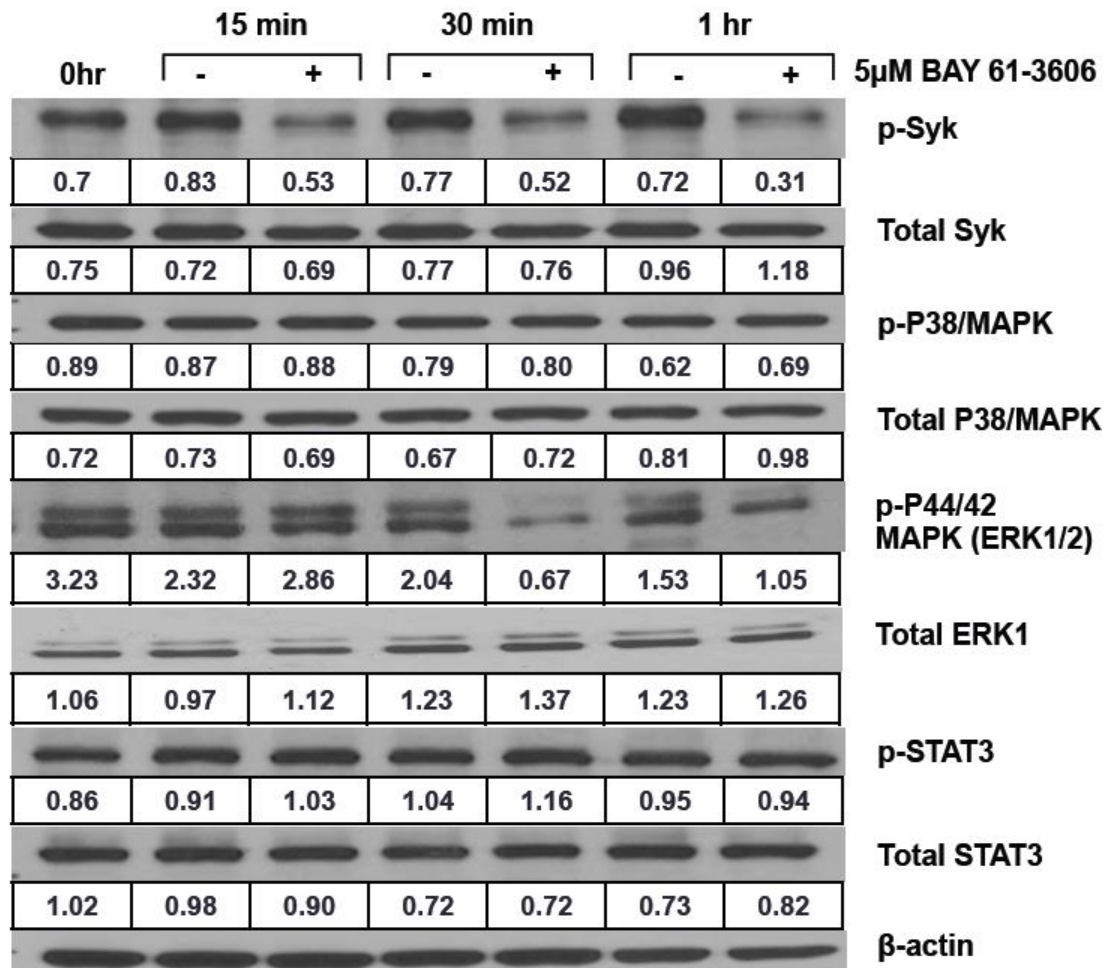 15 min 30 min 1 hr
0hr - + - + - + 5µM BAY 61-3606
p-Syk
0.7 0.83 0.53 0.77 0.52 0.72 0.31
Total Syk
0.75 0.72 0.69 0.77 0.76 0.96 1.18
p-P38/MAPK
0.89 0.87 0.88 0.79 0.80 0.62 0.69
Total P38/MAPK
0.72 0.73 0.69 0.67 0.72 0.81 0.98
p-P44/42
MAPK (ERK1/2)
3.23 2.32 2.86 2.04 0.67 1.53 1.05
Total ERK1
1.06 0.97 1.12 1.23 1.37 1.23 1.26
p-STAT3
0.86 0.91 1.03 1.04 1.16 0.95 0.94
Total STAT3
1.02 0.98 0.90 0.72 0.72 0.73 0.82
β-actin